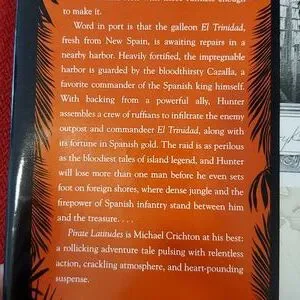 to make it.
Word in port is that the galleon El Trinidad,
fresh from New Spain, is awaiting repairs in
a nearby harbor. Heavily fortified, the impregnable
harbor is guarded by the bloodthirsty Cazalla, a
favorite commander of the Spanish king himself.
With backing from a powerful ally, Hunter
assembles a crew of ruffians to infiltrate the enemy
outpost and commandeer El Trinidad, along with
its fortune in Spanish gold. The raid is as perilous
as the bloodiest tales of island legend, and Hunter
will lose more than one man before he even sets
foot on foreign shores, where dense jungle and the
firepower of Spanish infantry stand between him
and the treasure. . . .
Pirate Latitudes is Michael Crichton at his best:
a rollicking adventure tale pulsing with relentless
action, crackling atmosphere, and heart-pounding
suspense.